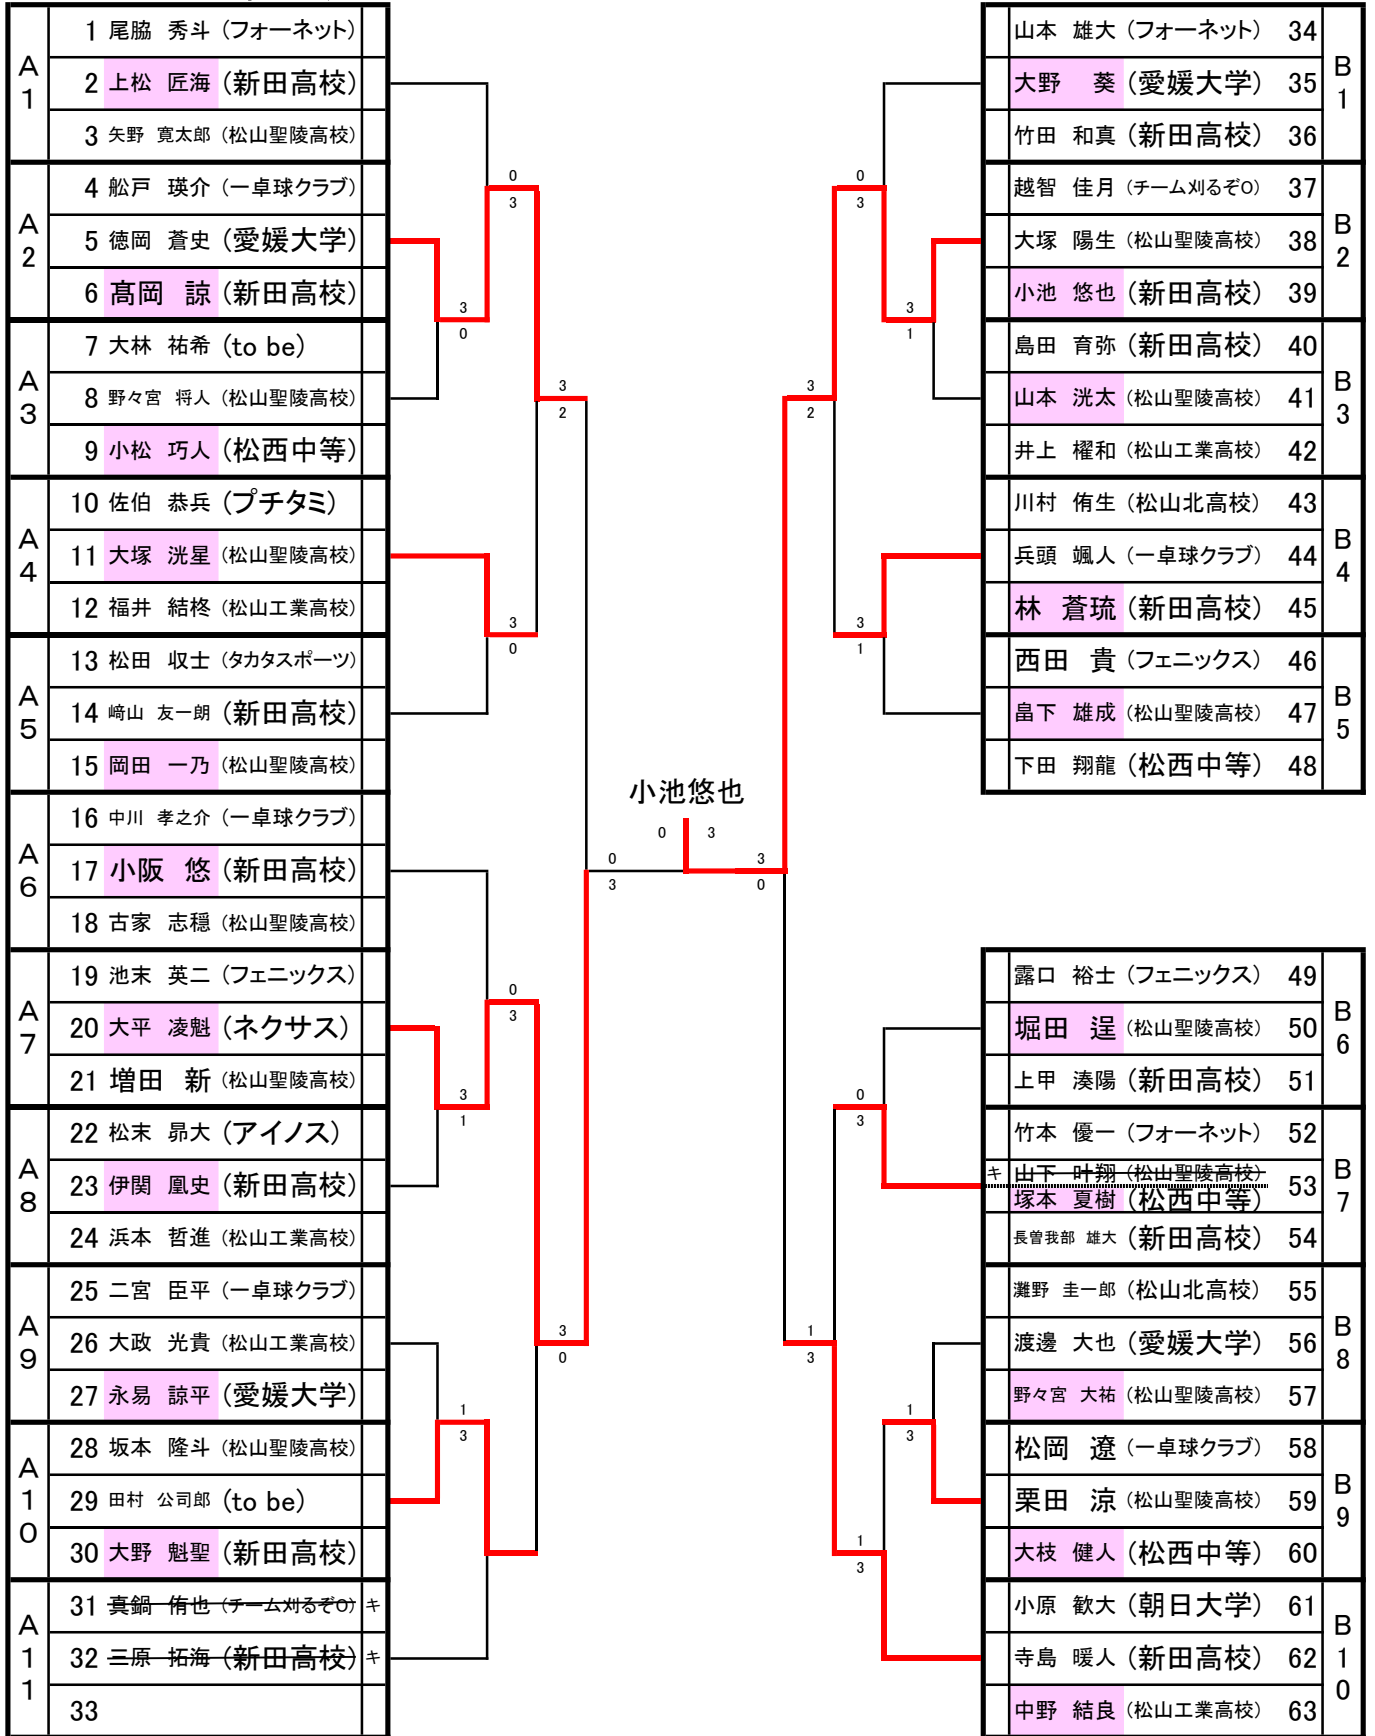 A1
1 尾脇 秀斗 (フォーネット)
2 上松 匠海 (新田高校)
3 矢野 寛太郎 (松山聖陵高校)
A2
4 舩戸 瑛介 (一卓球クラブ)
5 徳岡 蒼史 (愛媛大学)
6 髙岡 諒 (新田高校)
A3
7 大林 祐希 (to be)
8 野々宮 将人 (松山聖陵高校)
9 小松 巧人 (松西中等)
A4
10 佐伯 恭兵 (プチタミ)
11 大塚 洸星 (松山聖陵高校)
12 福井 結柊 (松山工業高校)
A5
13 松田 収士 (タカタスポーツ)
14 﨑山 友一朗 (新田高校)
15 岡田 一乃 (松山聖陵高校)
A6
16 中川 孝之介 (一卓球クラブ)
17 小阪 悠 (新田高校)
18 古家 志穏 (松山聖陵高校)
A7
19 池末 英二 (フェニックス)
20 大平 凌魁 (ネクサス)
21 増田 新 (松山聖陵高校)
A8
22 松末 昴大 (アイノス)
23 伊関 凰史 (新田高校)
24 浜本 哲進 (松山工業高校)
A9
25 二宮 臣平 (一卓球クラブ)
26 大政 光貴 (松山工業高校)
27 永易 諒平 (愛媛大学)
A10
28 坂本 隆斗 (松山聖陵高校)
29 田村 公司郎 (to be)
30 大野 魁聖 (新田高校)
A11
31 真鍋 侑也 (チーム刈るぞO) キ
32 三原 拓海 (新田高校) キ
33
0
3
3
0
3
2
3
0
0
3
3
1
3
0
1
3
0
3
小池悠也
0 3
3
0
0
3
3
1
3
2
3
1
0
3
1
3
1
3
1
3
山本 雄大 (フォーネット) 34
B1
大野 葵 (愛媛大学) 35
竹田 和真 (新田高校) 36
越智 佳月 (チーム刈るぞO) 37
B2
大塚 陽生 (松山聖陵高校) 38
小池 悠也 (新田高校) 39
島田 育弥 (新田高校) 40
B3
山本 洸太 (松山聖陵高校) 41
井上 櫂和 (松山工業高校) 42
川村 侑生 (松山北高校) 43
B4
兵頭 颯人 (一卓球クラブ) 44
林 蒼琉 (新田高校) 45
西田 貴 (フェニックス) 46
B5
畠下 雄成 (松山聖陵高校) 47
下田 翔龍 (松西中等) 48
露口 裕士 (フェニックス) 49
B6
堀田 逞 (松山聖陵高校) 50
上甲 湊陽 (新田高校) 51
竹本 優一 (フォーネット) 52
B7
キ 山下 叶翔 (松山聖陵高校)
塚本 夏樹 (松西中等) 53
長曽我部 雄大 (新田高校) 54
灘野 圭一郎 (松山北高校) 55
B8
渡邊 大也 (愛媛大学) 56
野々宮 大祐 (松山聖陵高校) 57
松岡 遼 (一卓球クラブ) 58
B9
栗田 涼 (松山聖陵高校) 59
大枝 健人 (松西中等) 60
小原 歓大 (朝日大学) 61
B10
寺島 暖人 (新田高校) 62
中野 結良 (松山工業高校) 63